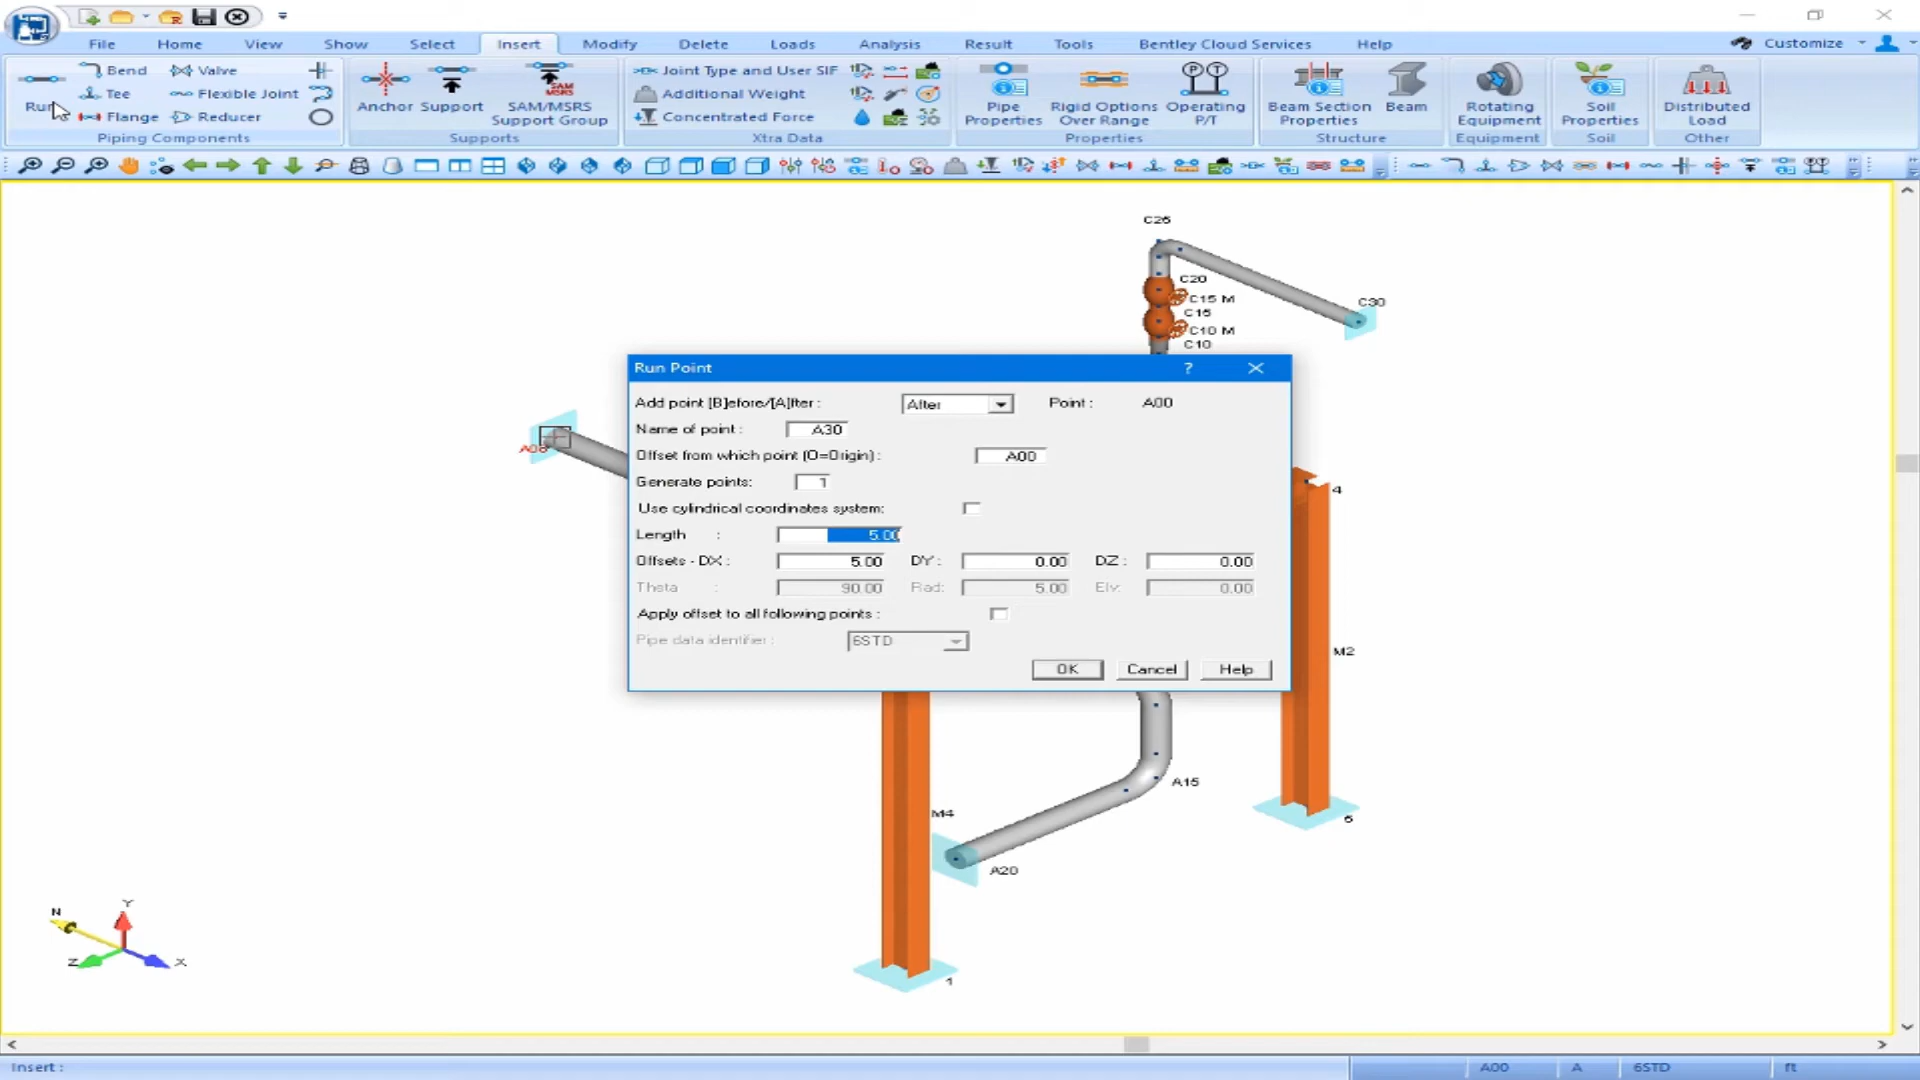 File Home View Show Select Insert Modify Delete Loads Analysis Result Tools Bentley Cloud Services Help Customize
Run Bend Valve
Tee Flexible Joint
Flange Reducer
Piping Components
Anchor Support SAM/MSRS Support Group
Supports
Joint Type and User SIF
Additional Weight
Concentrated Force
Xtra Data
Pipe Properties Rigid Options Over Range Operating P/T
Properties
Beam Section Properties Beam
Structure
Rotating Equipment
Equipment
Soil Properties
Soil
Distributed Load
Other
C25
C20
C15 M
C15
C10 M
C10
C30
Run Point ?
Add point [B]efore/[A]fter : After Point : A00
Name of point : A30
Offset from which point (O=Origin) : A00
Generate points: 1
Use cylindrical coordinates system:
Length : 5.00
Offsets - DX : 5.00 DY : 0.00 DZ : 0.00
Theta : 90.00 Rad: 5.00 Elv: 0.00
Apply offset to all following points :
Pipe data identifier : 6STD
OK Cancel Help
4
M2
A15
M4
5
A20
1
N Y
Z X
Insert : A00 A 6STD ft